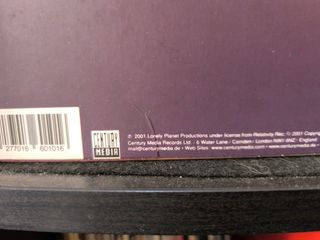 ℗ 2001 Lonely Planet Productions under license from Relativity Rec. © 2001 Copyright
Century Media Records Ltd. · 6 Water Lane · Camden · London NW1 8NZ · England
mail@centurymedia.de · Web Sites: www.centurymedia.de · www.centurymedia
CENTURY
MEDIA
277016 601016